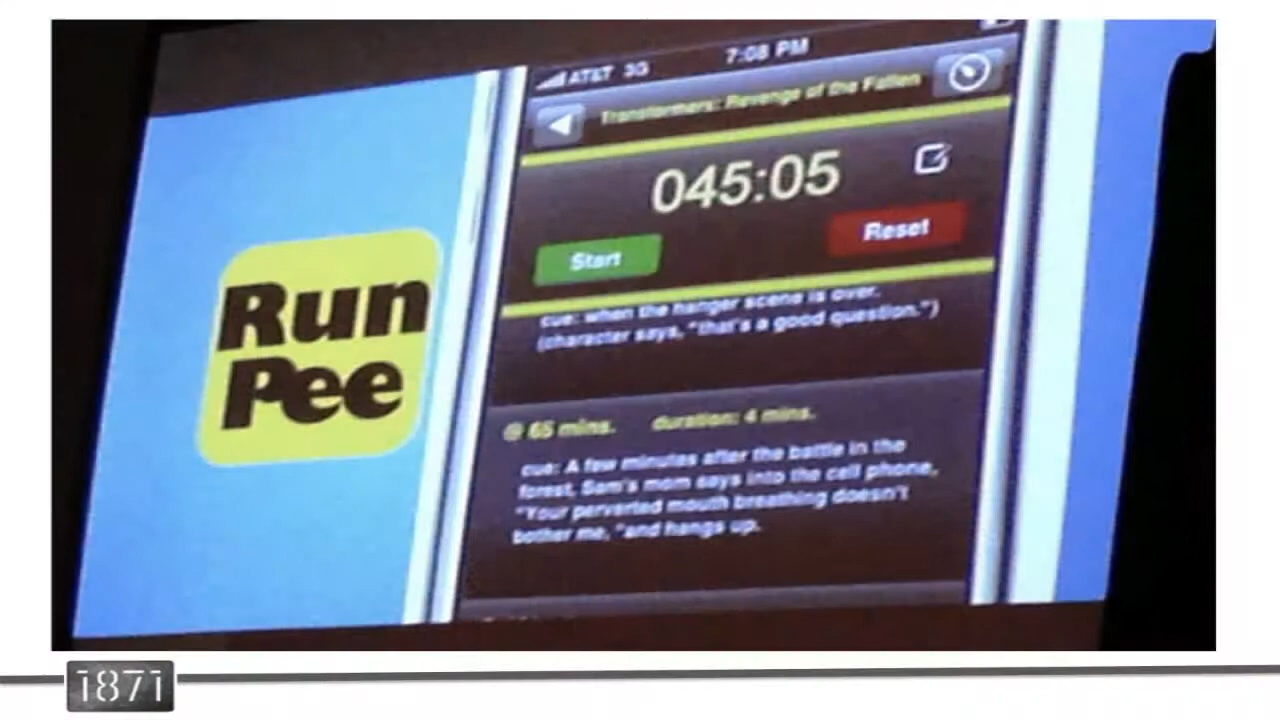 AT&T 3G 7:08 PM
Transformers: Revenge of the Fallen
045:05
Start
Reset
cue: when the hanger scene is over.
(character says, "that's a good question.")
@ 65 mins. duration: 4 mins.
cue: A few minutes after the battle in the
forest, Sam's mom says into the cell phone,
"Your perverted mouth breathing doesn't
bother me, "and hangs up.
Run
Pee
1871